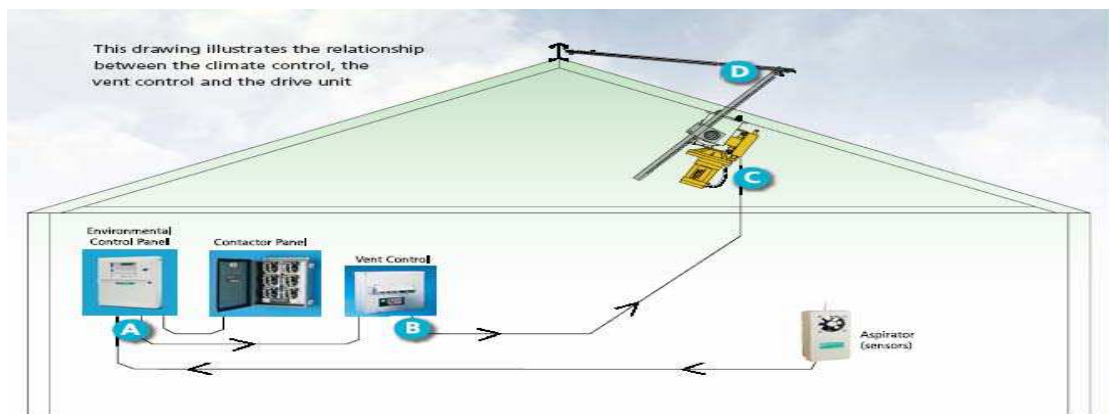 This drawing illustrates the relationship
between the climate control, the
vent control and the drive unit
D
C
Environmental
Control Panel
Contactor Panel
Vent Control
A
B
Aspirator
(sensors)